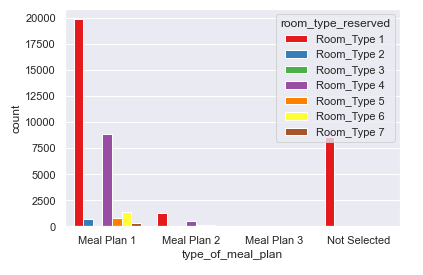 room_type_reserved
Room_Type 1
Room_Type 2
Room_Type 3
Room_Type 4
Room_Type 5
Room_Type 6
Room_Type 7
count
20000
17500
15000
12500
10000
7500
5000
2500
0
Meal Plan 1 Meal Plan 2 Meal Plan 3 Not Selected
type_of_meal_plan